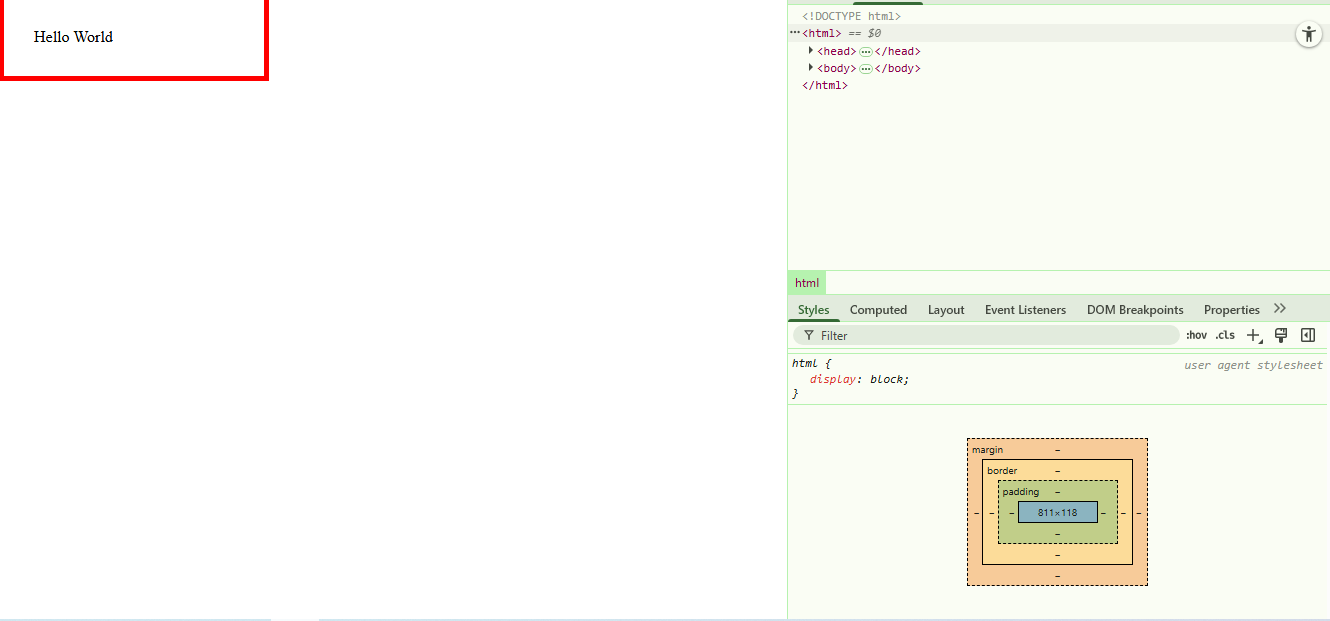 Hello World
<!DOCTYPE html>
···<html> == $0
<head>···</head>
<body>···</body>
</html>
html
Styles Computed Layout Event Listeners DOM Breakpoints Properties
Filter :hov .cls
html { user agent stylesheet
display: block;
}
margin –
border –
padding –
– – – 811×118 – – –
–
–
–